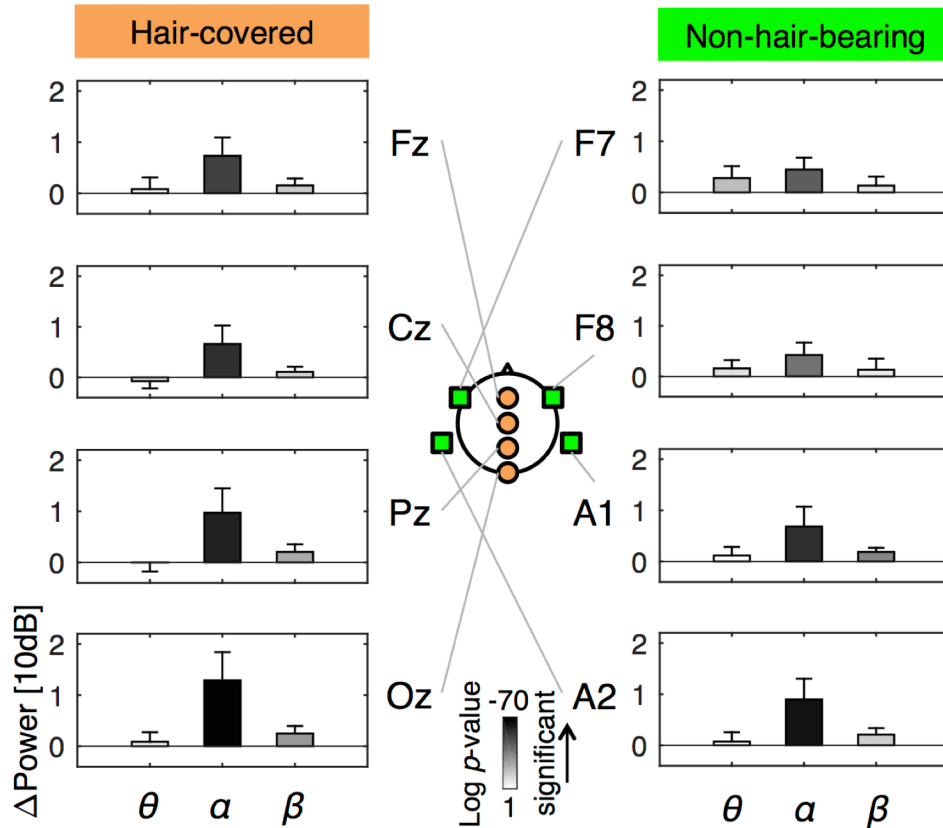 Hair-covered
Non-hair-bearing
2
1
0
Fz
F7
2
1
0
2
1
0
Cz
F8
2
1
0
2
1
0
Pz
A1
2
1
0
2
1
0
Oz
A2
2
1
0
ΔPower [10dB]
Log p-value
-70
1
significant
θ α β
θ α β